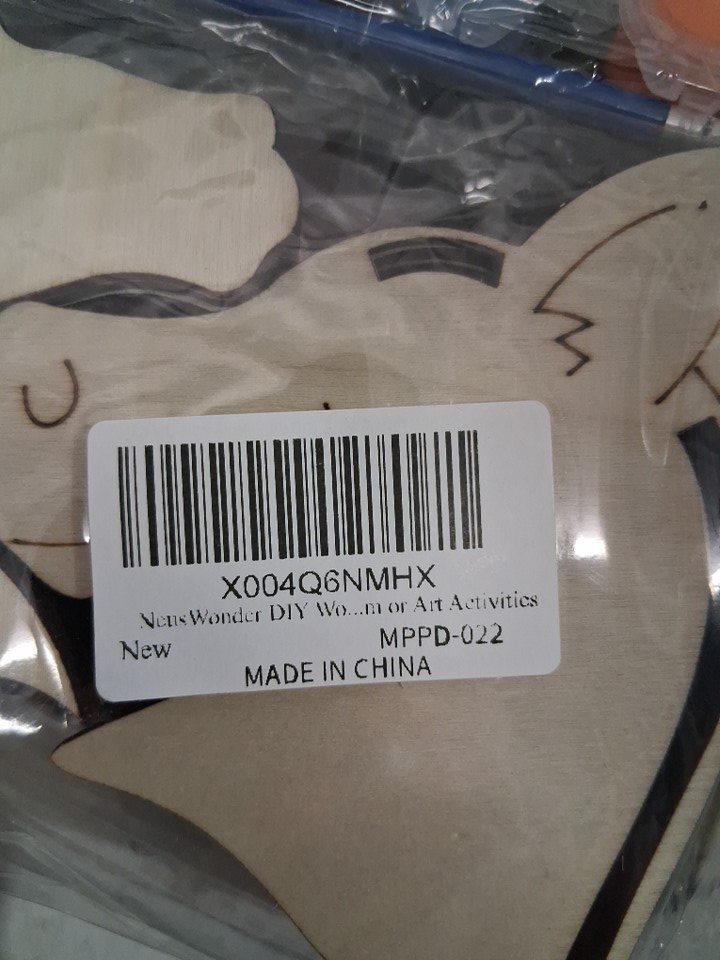 X004Q6NMHX
NeusWonder DIY Wo...m or Art Activities
New MPPD-022
MADE IN CHINA